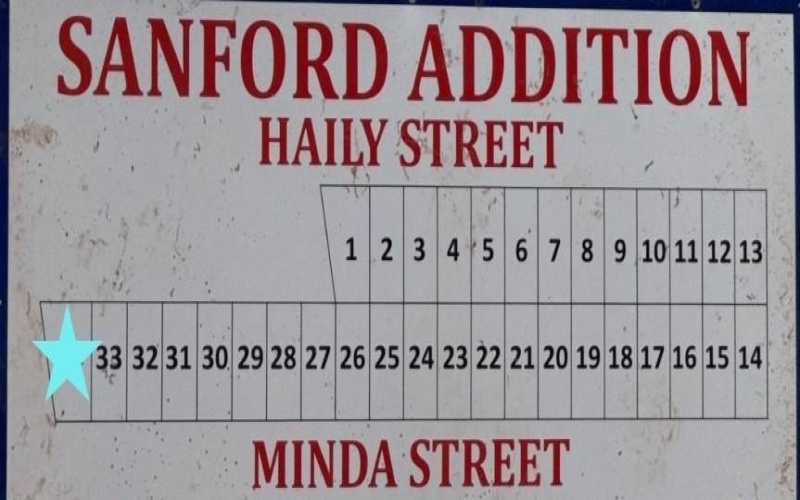 SANFORD ADDITION
HAILY STREET
1 2 3 4 5 6 7 8 9 10 11 12 13
33 32 31 30 29 28 27 26 25 24 23 22 21 20 19 18 17 16 15 14
MINDA STREET